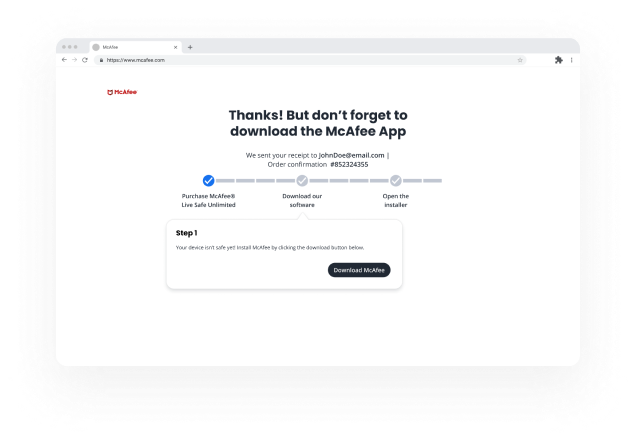 McAfee
https://www.mcafee.com
McAfee
Thanks! But don’t forget to
download the McAfee App
We sent your receipt to JohnDoe@email.com |
Order confirmation #852324355
Purchase McAfee®
Live Safe Unlimited
Download our
software
Open the
installer
Step 1
Your device isn't safe yet! Install McAfee by clicking the download button below.
Download McAfee